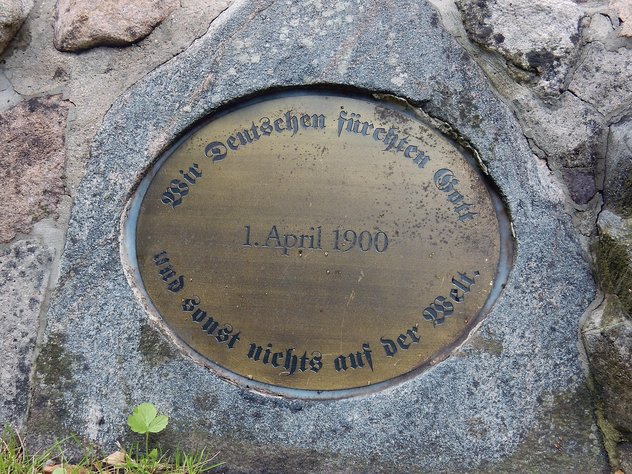 Wir Deutschen fürchten Gott
1. April 1900
und sonst nichts auf der Welt.